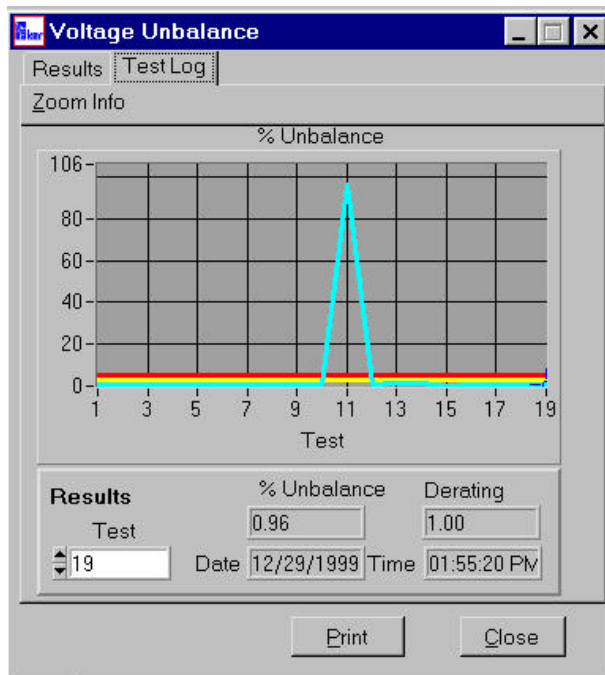 Voltage Unbalance
Results Test Log
Zoom Info
% Unbalance
106
80
60
40
20
0
1 3 5 7 9 11 13 15 17 19
Test
Results
% Unbalance Derating
Test 0.96 1.00
19 Date 12/29/1999 Time 01:55:20 PM
Print Close